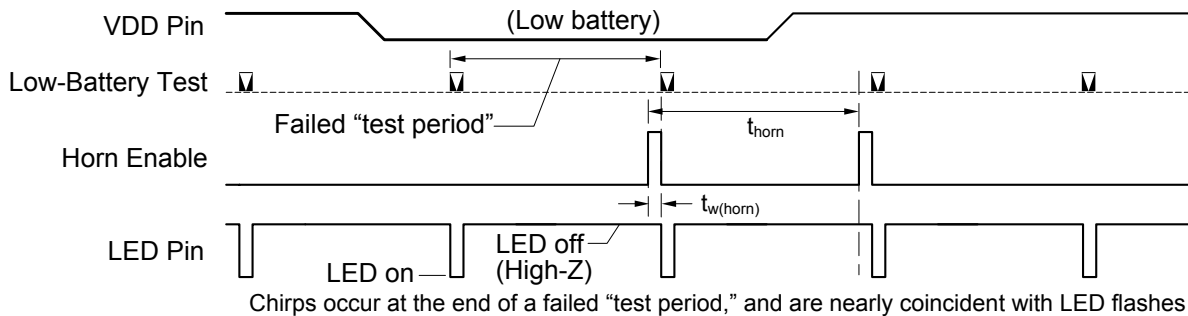 VDD Pin
(Low battery)
Low-Battery Test
Failed “test period”
thorn
Horn Enable
tw(horn)
LED Pin
LED off
(High-Z)
LED on
Chirps occur at the end of a failed “test period,” and are nearly coincident with LED flashes